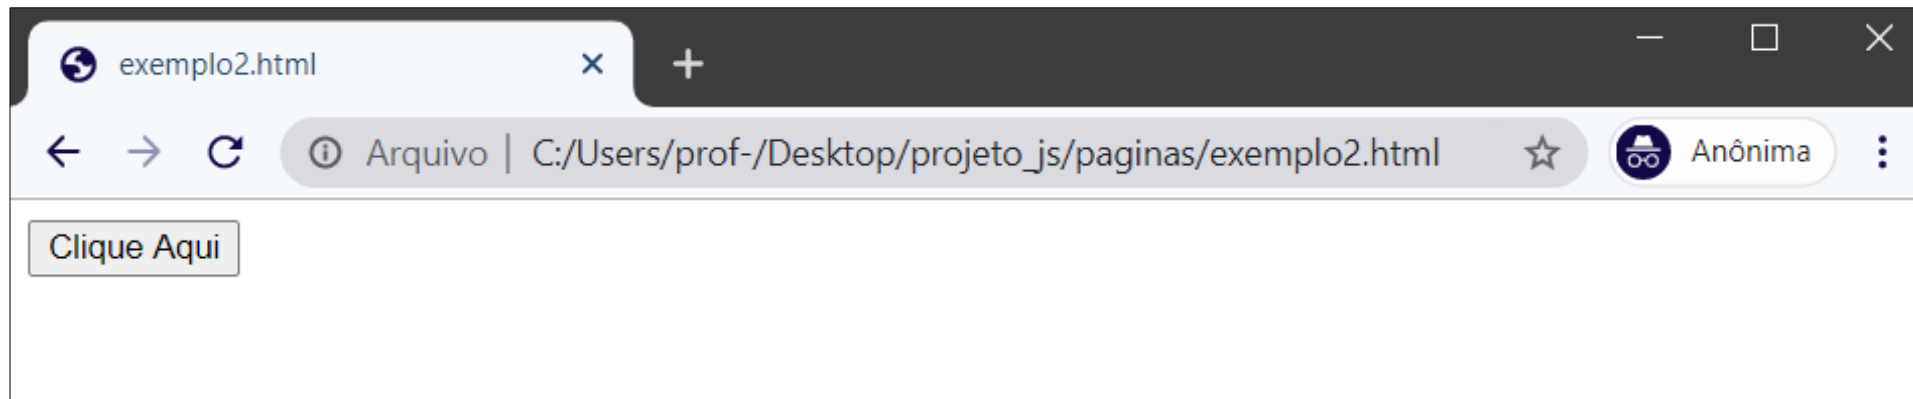 exemplo2.html
Arquivo | C:/Users/prof-/Desktop/projeto_js/paginas/exemplo2.html Anônima
Clique Aqui